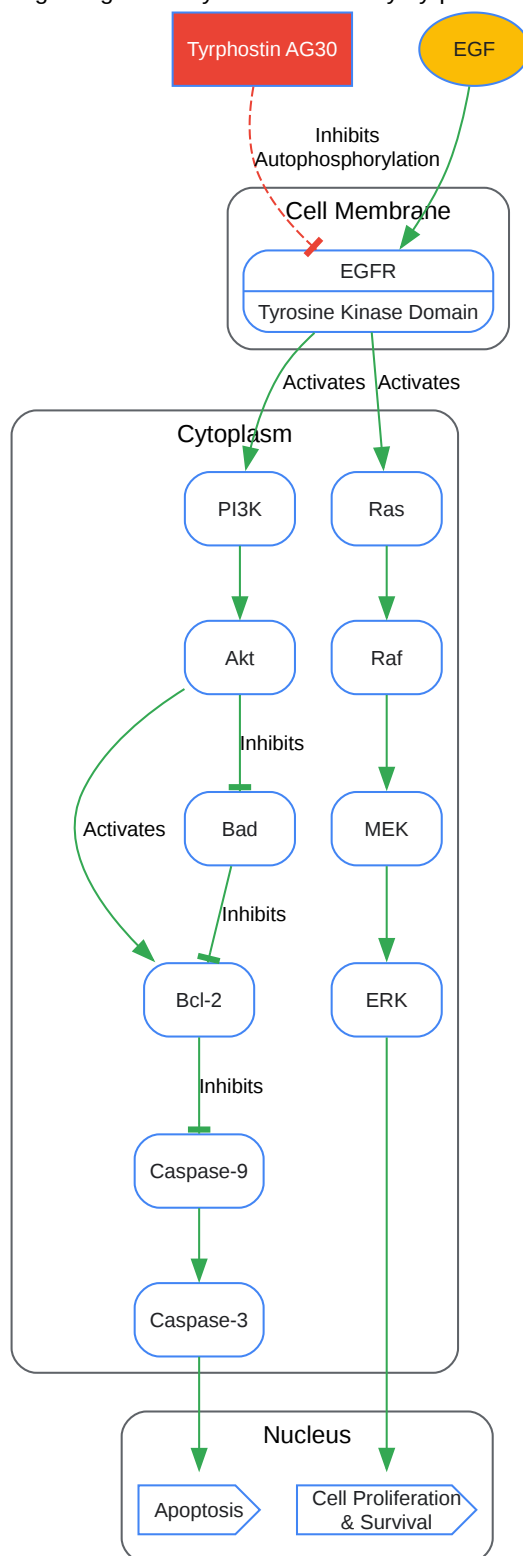 Tyrphostin AG30
EGF
Inhibits
Autophosphorylation
Cell Membrane
EGFR
Tyrosine Kinase Domain
Activates
Activates
Cytoplasm
PI3K
Ras
Akt
Raf
Inhibits
Activates
Bad
MEK
Inhibits
Bcl-2
ERK
Inhibits
Caspase-9
Caspase-3
Nucleus
Apoptosis
Cell Proliferation
& Survival